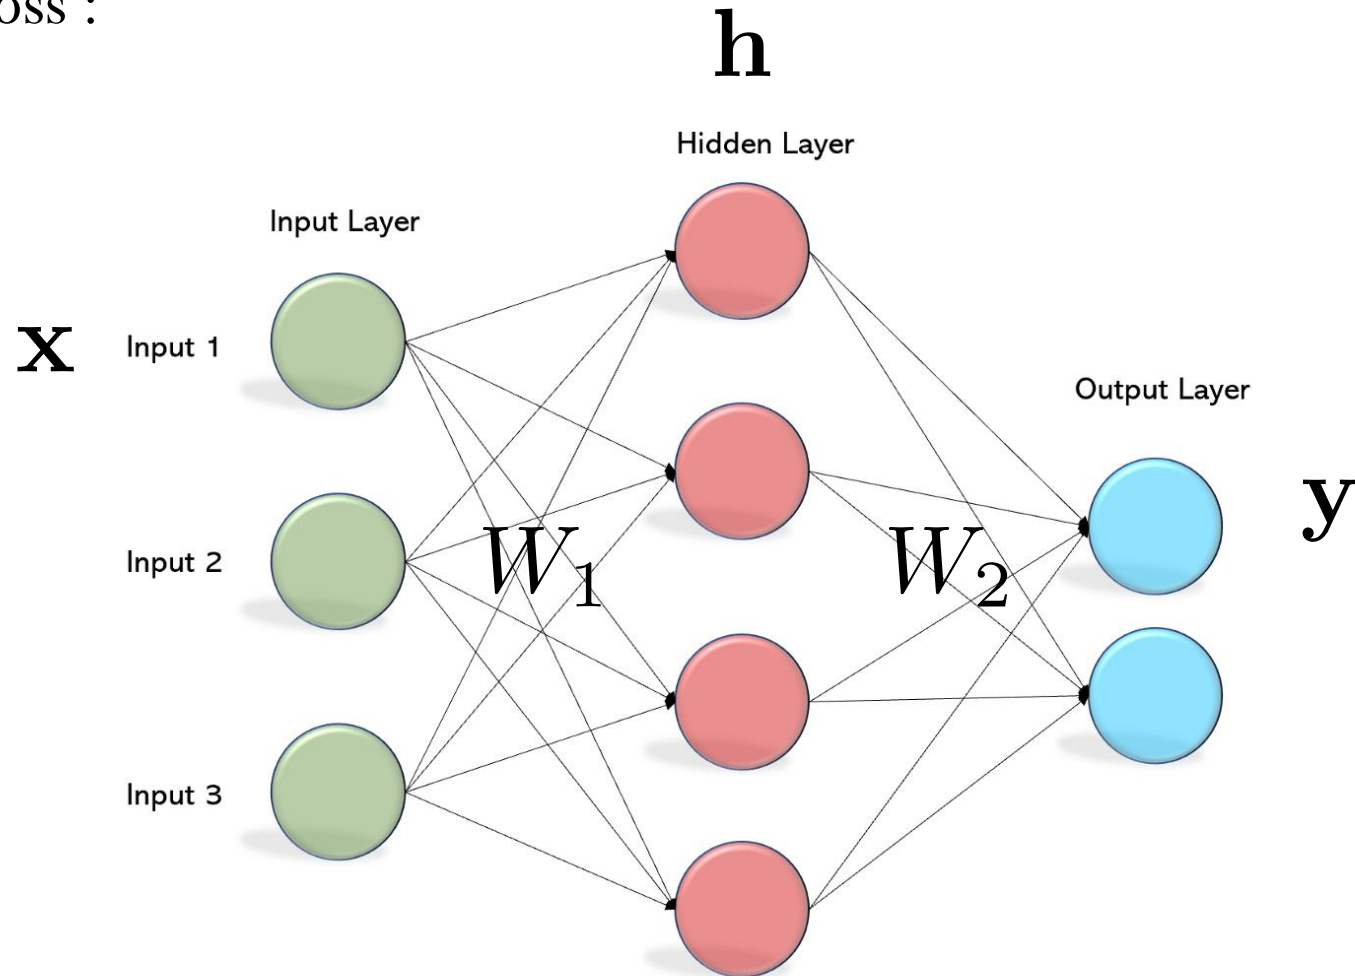 oss :
h
Hidden Layer
Input Layer
x
Input 1
Output Layer
y
Input 2
W₁
W₂
Input 3